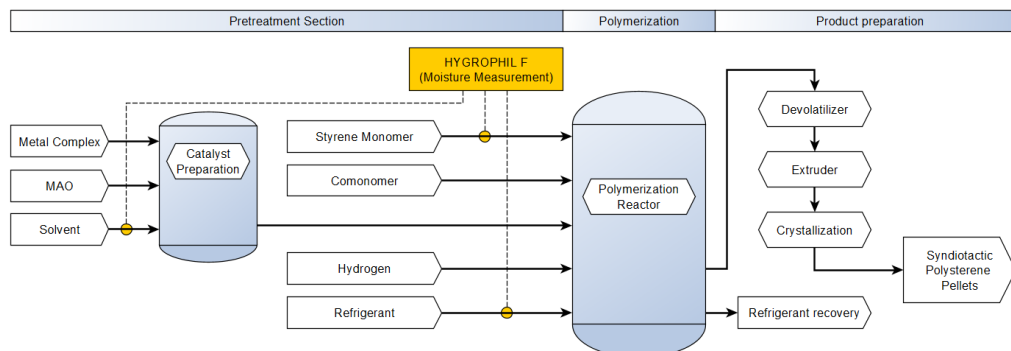 Pretreatment Section
Polymerization
Product preparation
HYGROPHIL F
(Moisture Measurement)
Metal Complex
MAO
Solvent
Catalyst
Preparation
Styrene Monomer
Comonomer
Hydrogen
Refrigerant
Polymerization
Reactor
Devolatilizer
Extruder
Crystallization
Syndiotactic
Polysterene
Pellets
Refrigerant recovery